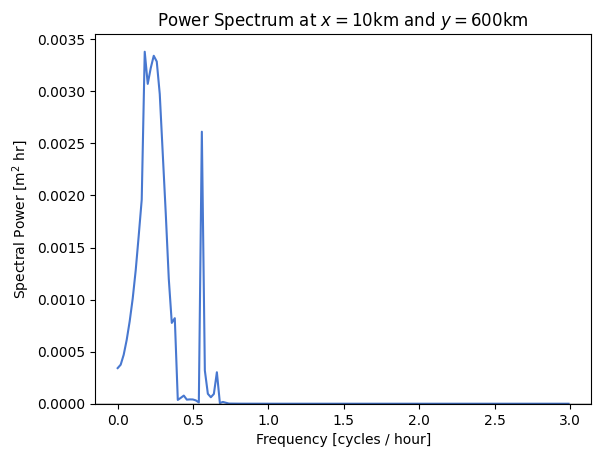 Power Spectrum at x = 10km and y = 600km
0.0035
0.0030
0.0025
0.0020
0.0015
0.0010
0.0005
0.0000
Spectral Power [m² hr]
0.0 0.5 1.0 1.5 2.0 2.5 3.0
Frequency [cycles / hour]